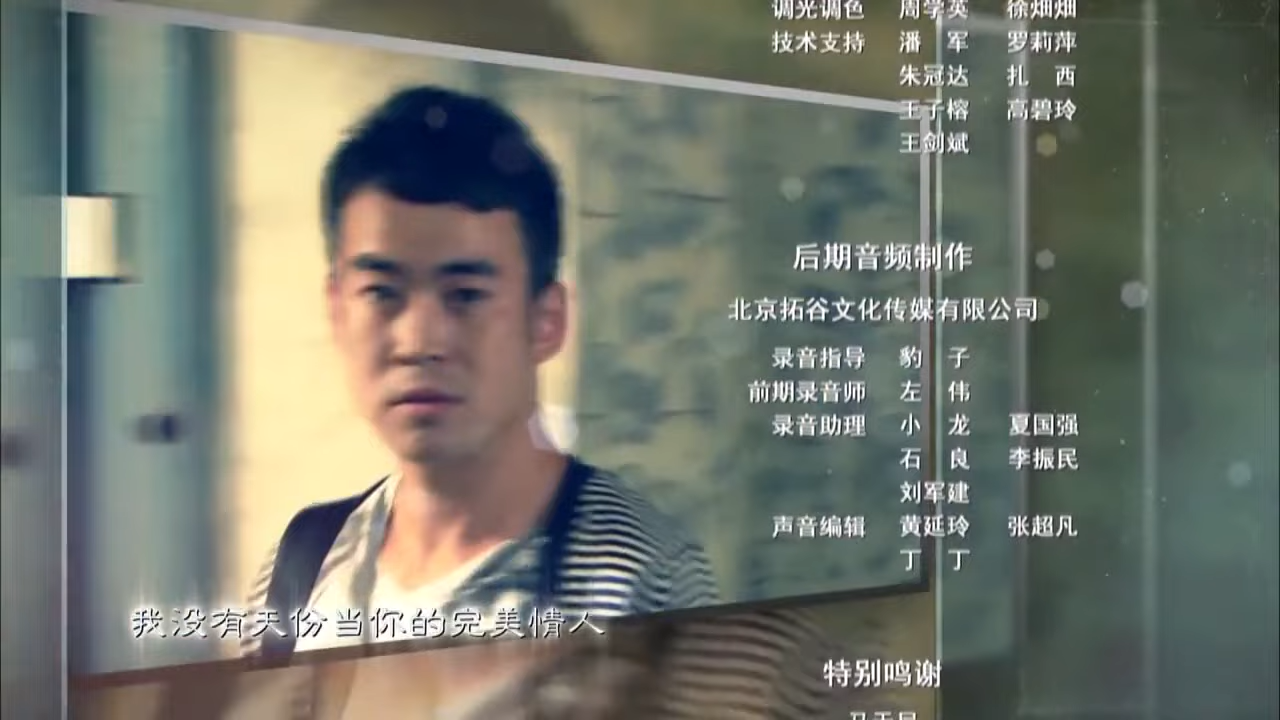 调光调色 周学英 徐畑畑
技术支持 潘 军 罗莉萍
朱冠达 扎 西
王子榕 高碧玲
王剑斌
后期音频制作
北京拓谷文化传媒有限公司
录音指导 豹 子
前期录音师 左 伟
录音助理 小 龙 夏国强
石 良 李振民
刘军建
声音编辑 黄延玲 张超凡
丁 丁
我没有天份当你的完美情人
特别鸣谢